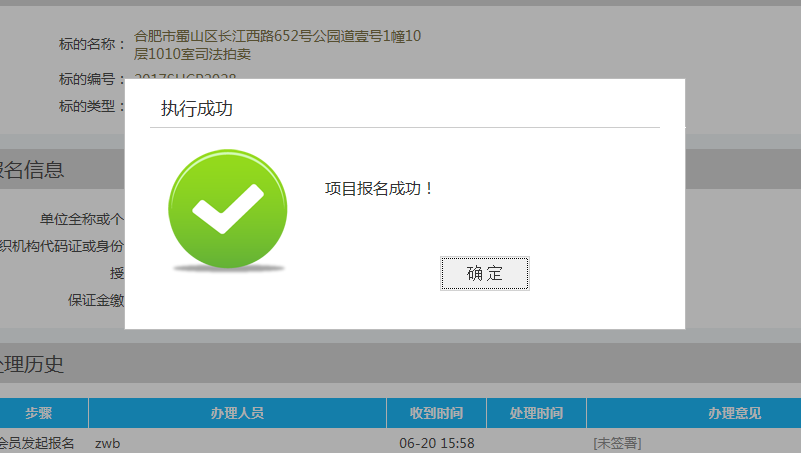 标的名称： 合肥市蜀山区长江西路652号公园道壹号1幢10
层1010室司法拍卖
标的编号：
标的类型：
执行成功
报名信息
项目报名成功！
单位全称或个
织机构代码证或身份
授
确定
保证金缴
处理历史
步骤 办理人员 收到时间 处理时间 办理意见
会员发起报名 zwb 06-20 15:58 [未签署]